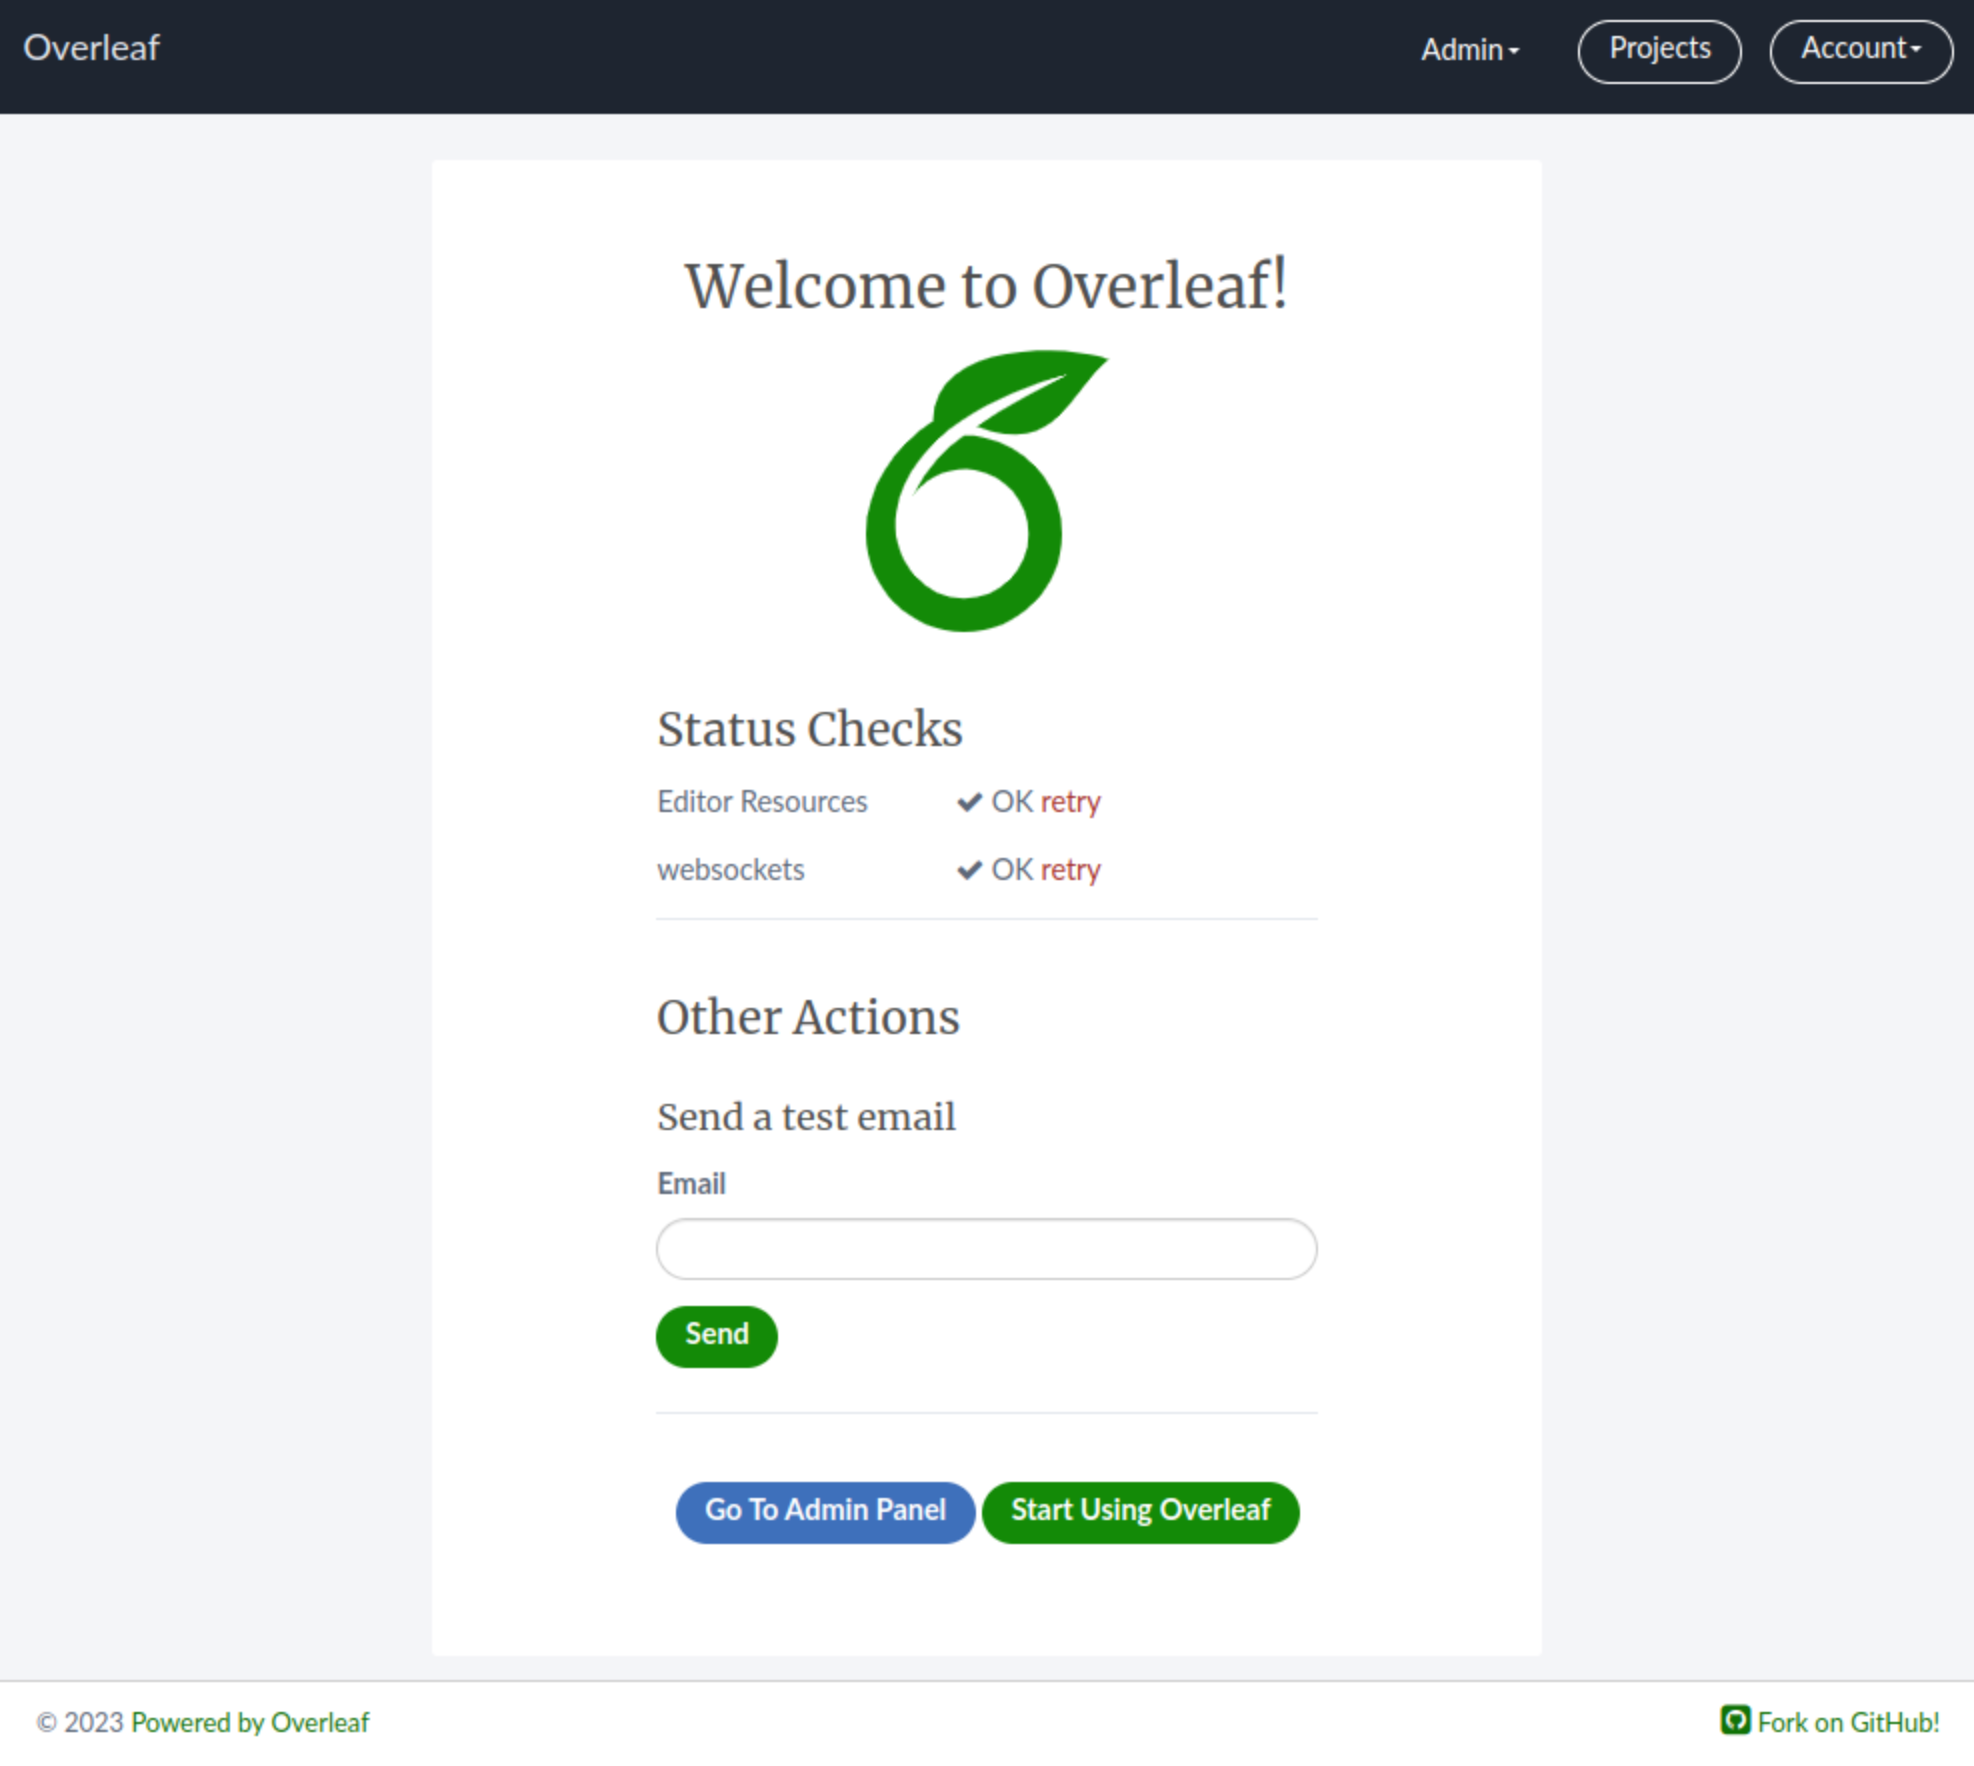 Overleaf Admin Projects Account
Welcome to Overleaf!
Status Checks
Editor Resources OK retry
websockets OK retry
Other Actions
Send a test email
Email
Send
Go To Admin Panel Start Using Overleaf
© 2023 Powered by Overleaf Fork on GitHub!